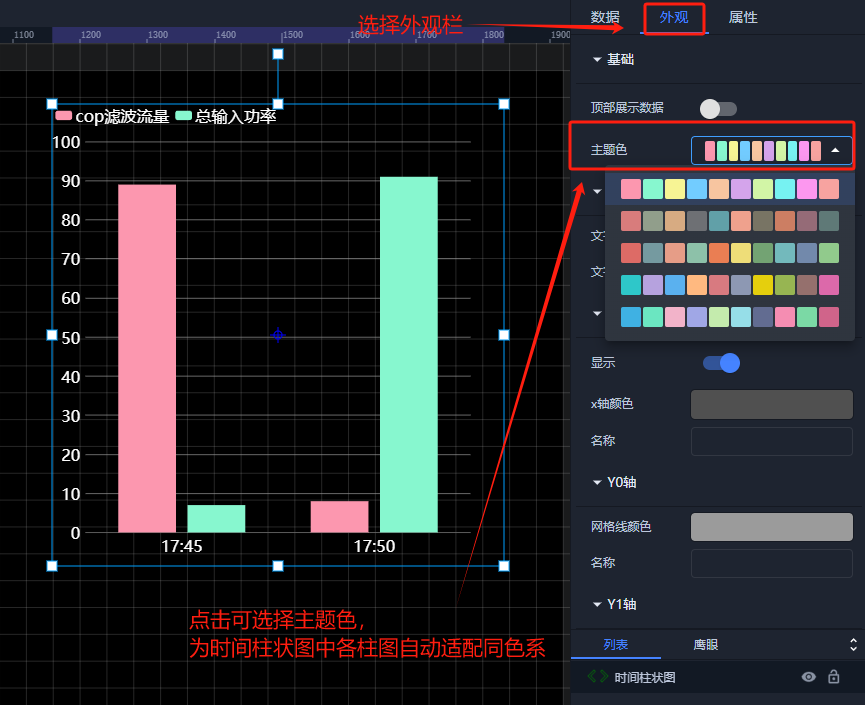 数据 外观 属性
选择外观栏
1100 1200 1300 1400 1500 1600 1700 1800 1900
基础
顶部展示数据
主题色
cop滤波流量 总输入功率
100
90
80
70
60
50
40
30
20
10
0
17:45 17:50
文
文
显示
x轴颜色
名称
Y0轴
网格线颜色
名称
Y1轴
点击可选择主题色，
为时间柱状图中各柱图自动适配同色系
列表 鹰眼
时间柱状图